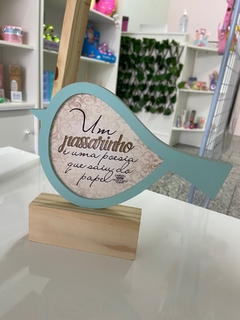 Um
passarinho
é uma poesia
que saiu do
papel